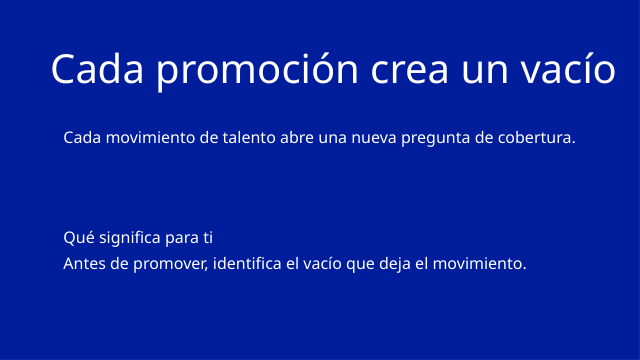 Cada promoción crea un vacío
Cada movimiento de talento abre una nueva pregunta de cobertura.
Qué significa para ti
Antes de promover, identifica el vacío que deja el movimiento.